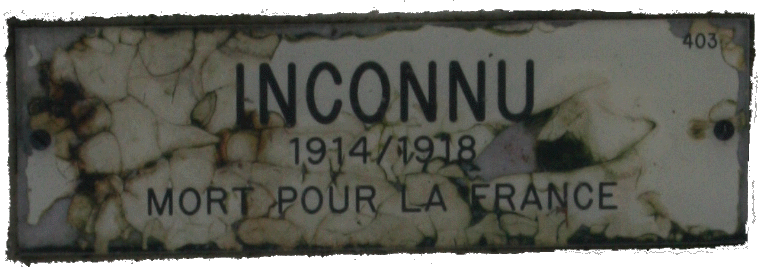 403
INCONNU
1914/1918
MORT POUR LA FRANCE